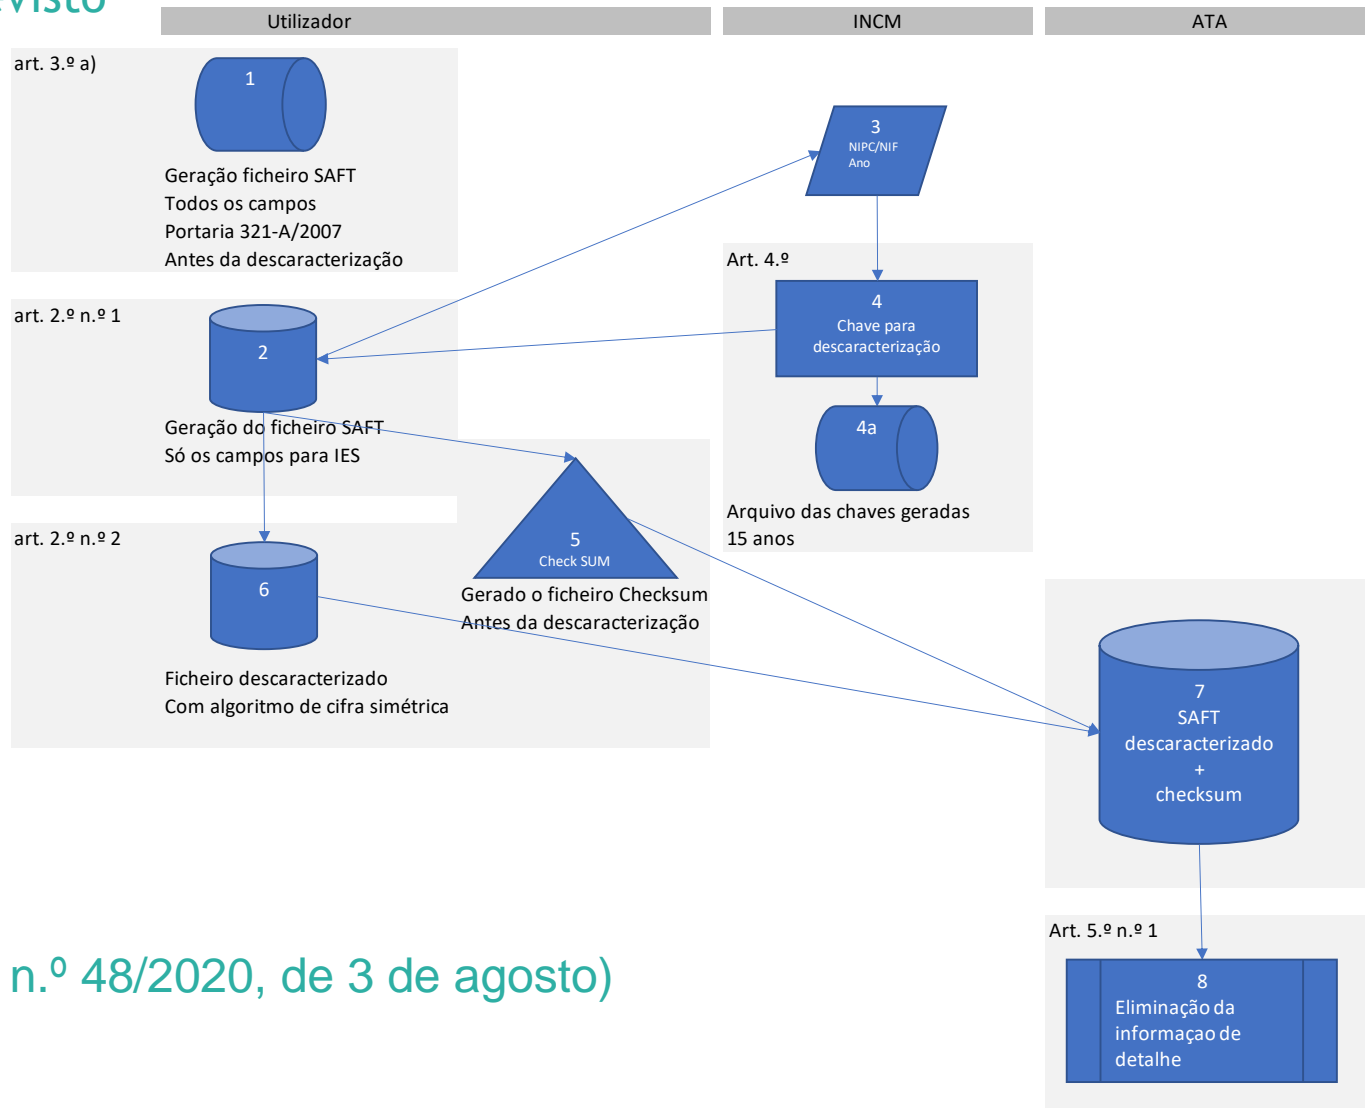 Utilizador
INCM
ATA
art. 3.º a)
1
Geração ficheiro SAFT
Todos os campos
Portaria 321-A/2007
Antes da descaracterização
3
NIPC/NIF
Ano
art. 2.º n.º 1
2
Geração do ficheiro SAFT
Só os campos para IES
Art. 4.º
4
Chave para
descaracterização
4a
Arquivo das chaves geradas
15 anos
art. 2.º n.º 2
6
Ficheiro descaracterizado
Com algoritmo de cifra simétrica
5
Check SUM
Gerado o ficheiro Checksum
Antes da descaracterização
7
SAFT
descaracterizado
+
checksum
Art. 5.º n.º 1
8
Eliminação da
informaçao de
detalhe
n.º 48/2020, de 3 de agosto)